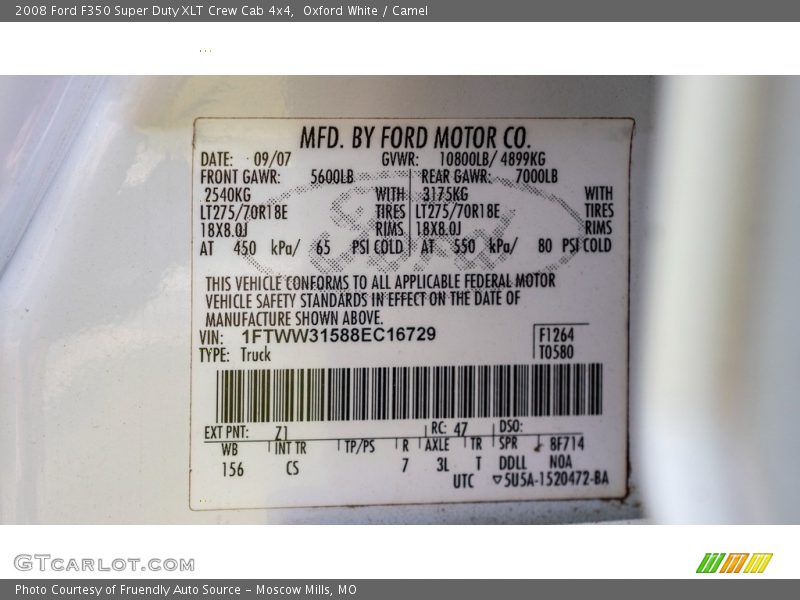 2008 Ford F350 Super Duty XLT Crew Cab 4x4, Oxford White / Camel
MFD. BY FORD MOTOR CO.
DATE: 09/07 GVWR: 10800LB/ 4899KG
FRONT GAWR: 5600LB REAR GAWR: 7000LB
2540KG WITH 3175KG WITH
LT275/70R18E TIRES LT275/70R18E TIRES
18X8.0J RIMS 18X8.0J RIMS
AT 450 kPa/ 65 PSI COLD AT 550 kPa/ 80 PSI COLD
Ford
THIS VEHICLE CONFORMS TO ALL APPLICABLE FEDERAL MOTOR
VEHICLE SAFETY STANDARDS IN EFFECT ON THE DATE OF
MANUFACTURE SHOWN ABOVE.
VIN: 1FTWW31588EC16729
F1264
TYPE: Truck
T0580
EXT PNT: Z1 RC: 47 DSO:
WB INT TR TP/PS R AXLE TR SPR 8F714
156 CS 7 3L T DDLL NOA
UTC ▽5U5A-1520472-BA
GTCARLOT.COM
Photo Courtesy of Fruendly Auto Source - Moscow Mills, MO